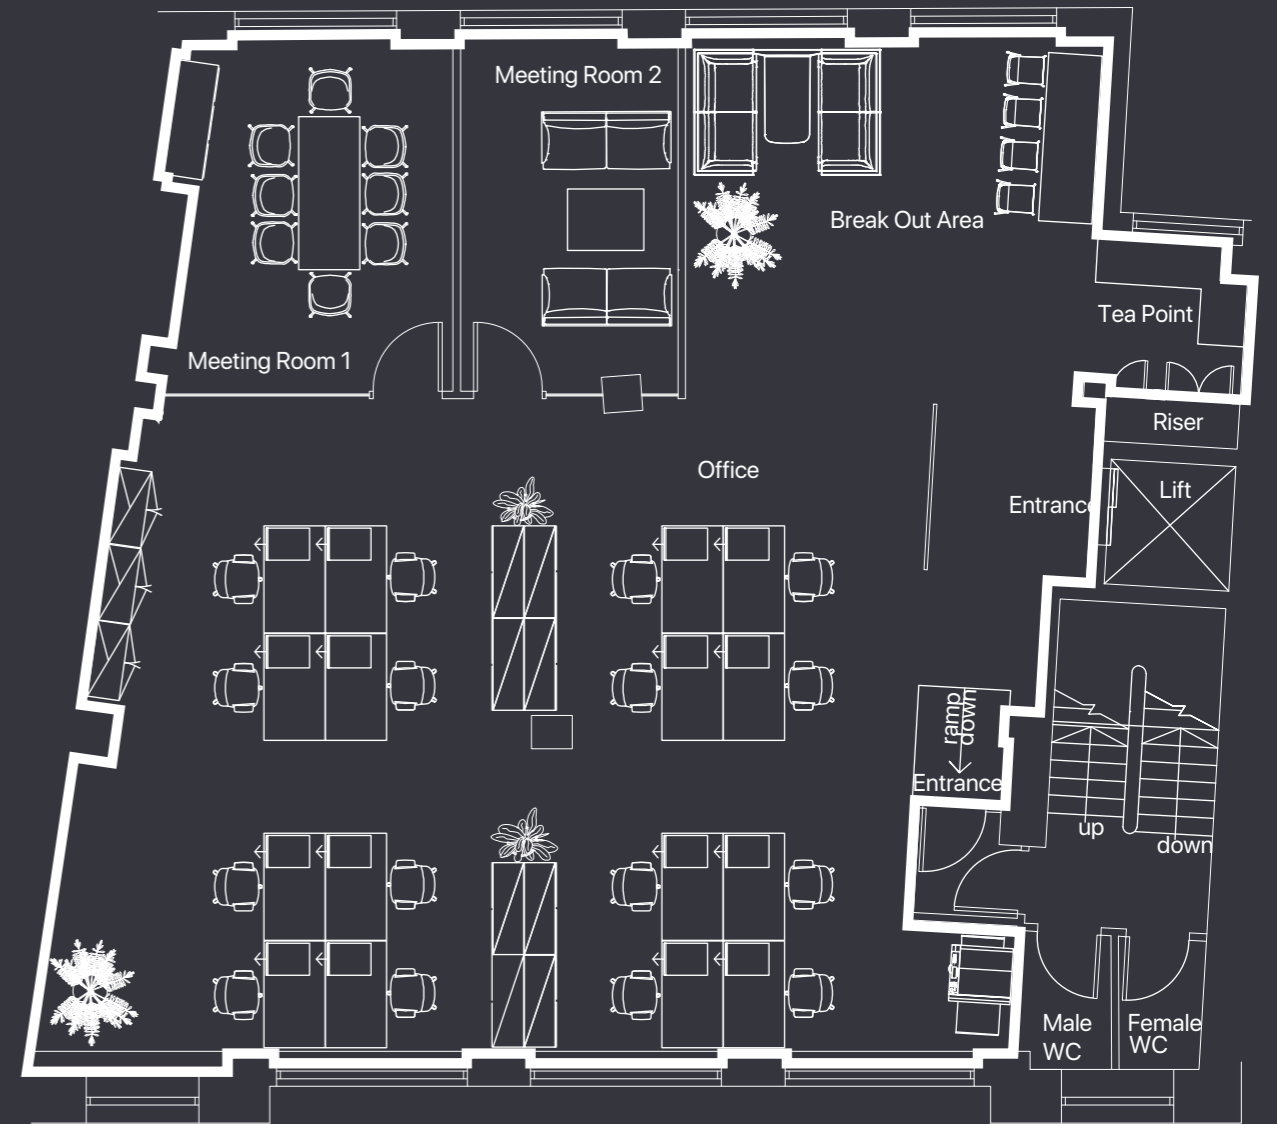 Meeting Room 2
Break Out Area
Tea Point
Meeting Room 1
Riser
Office
Lift
Entrance
ramp
down
Entrance
up
down
Male
WC
Female
WC